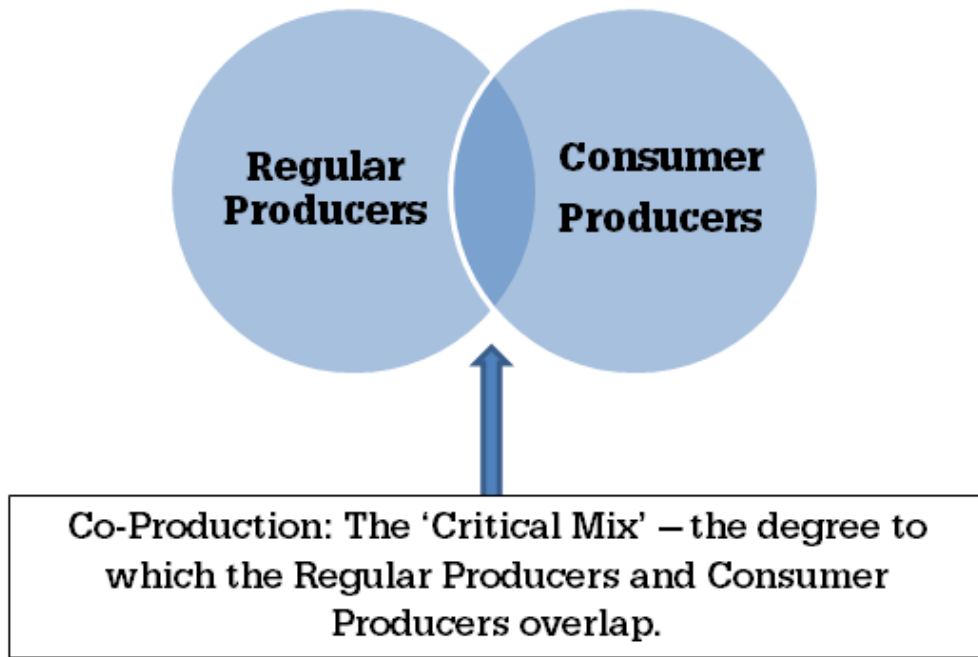 Regular
Producers
Consumer
Producers
Co-Production: The ‘Critical Mix’ – the degree to
which the Regular Producers and Consumer
Producers overlap.